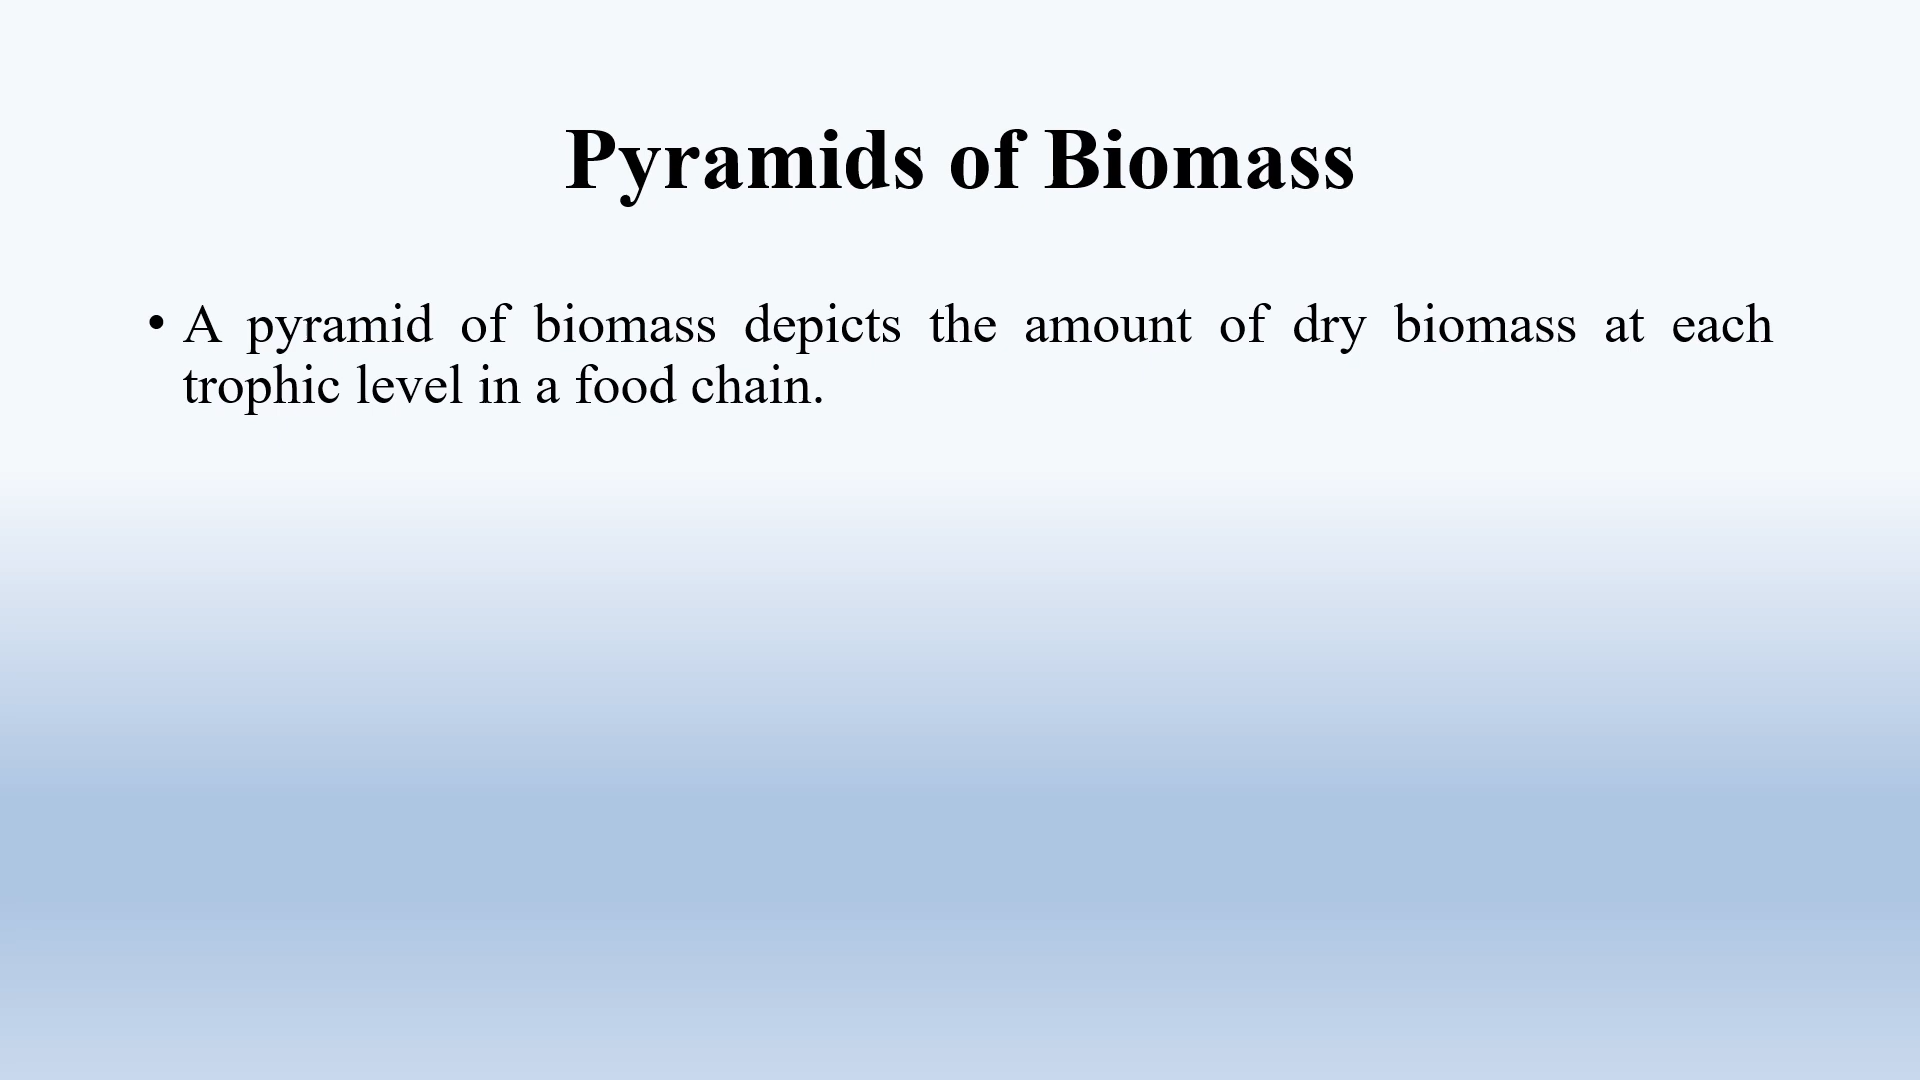 Pyramids of Biomass
• A pyramid of biomass depicts the amount of dry biomass at each
trophic level in a food chain.